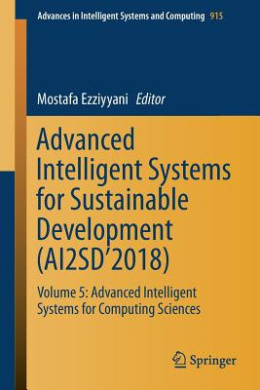 Advances in Intelligent Systems and Computing 915
Mostafa Ezziyyani Editor
Advanced
Intelligent Systems
for Sustainable
Development
(AI2SD'2018)
Volume 5: Advanced Intelligent
Systems for Computing Sciences
Springer